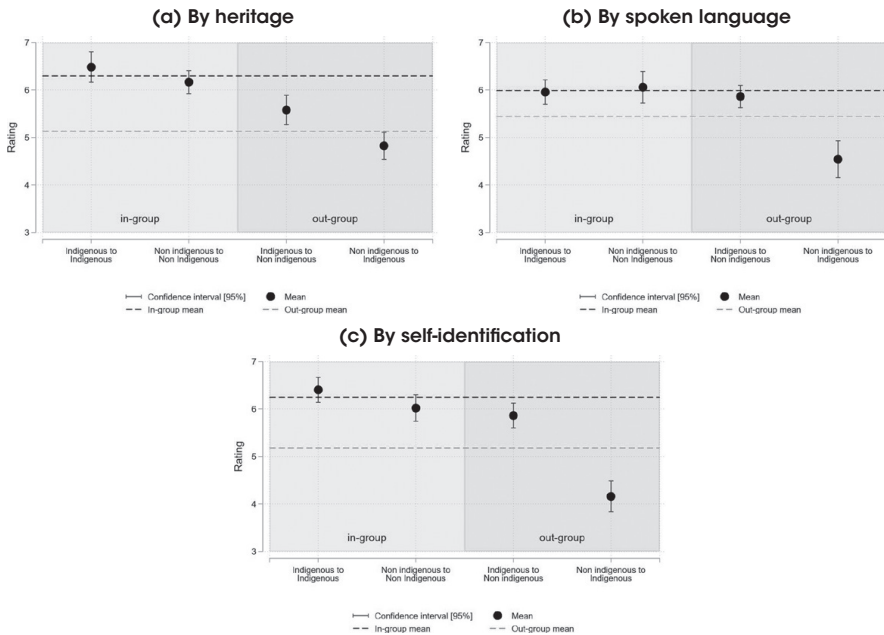 (a) By heritage
7
6
5
4
3
Rating
in-group
out-group
Indigenous to
Indigenous
Non indigenous to
Non Indigenous
Indigenous to
Non indigenous
Non indigenous to
Indigenous
Confidence interval [95%]
Mean
In-group mean
Out-group mean
(b) By spoken language
7
6
5
4
3
Rating
in-group
out-group
Indigenous to
Indigenous
Non indigenous to
Non Indigenous
Indigenous to
Non indigenous
Non indigenous to
Indigenous
Confidence interval [95%]
Mean
In-group mean
Out-group mean
(c) By self-identification
7
6
5
4
3
Rating
in-group
out-group
Indigenous to
Indigenous
Non indigenous to
Non Indigenous
Indigenous to
Non indigenous
Non indigenous to
Indigenous
Confidence interval [95%]
Mean
In-group mean
Out-group mean